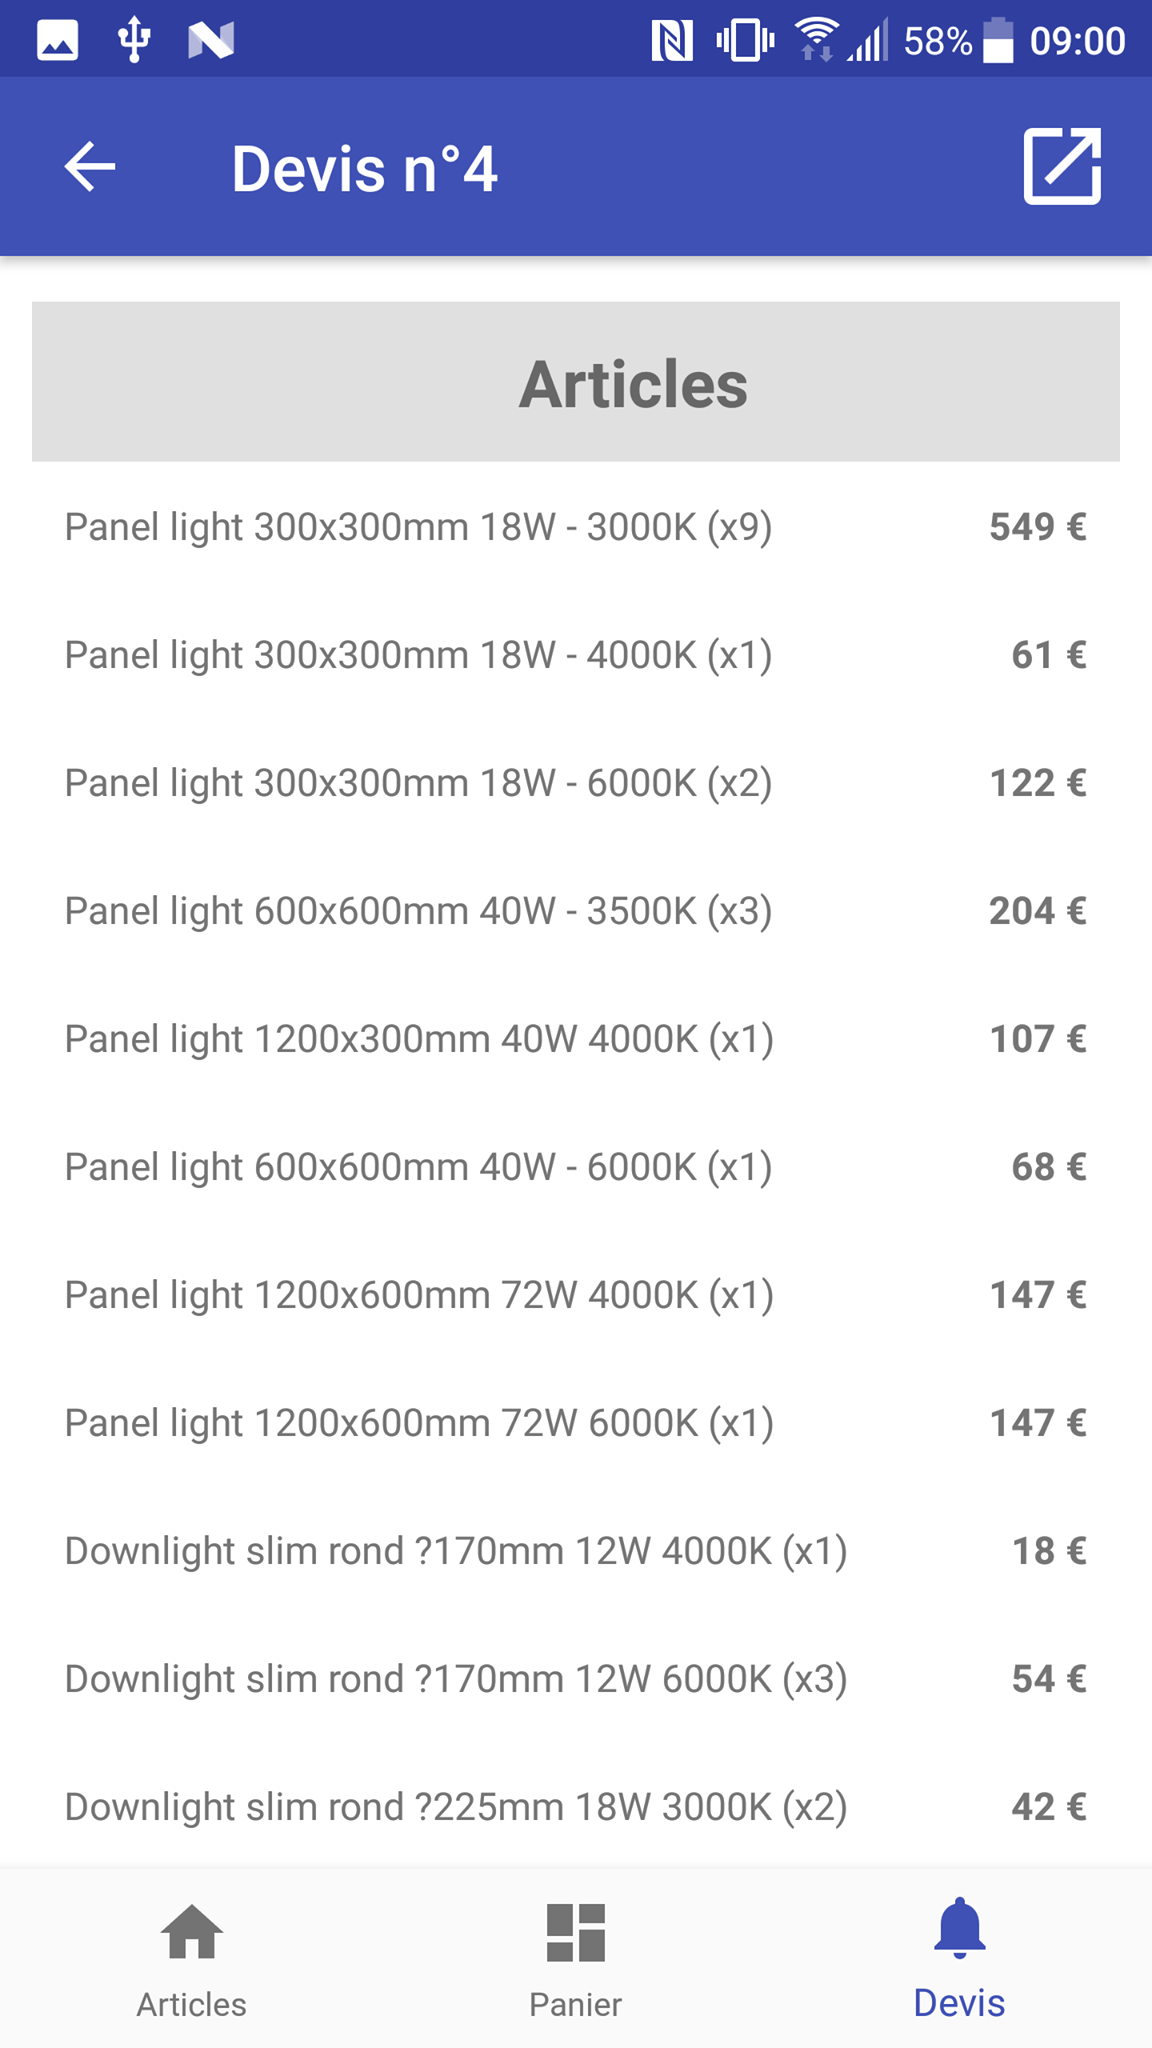 58% 09:00
Devis n°4
Articles
Panel light 300x300mm 18W - 3000K (x9) 549 €
Panel light 300x300mm 18W - 4000K (x1) 61 €
Panel light 300x300mm 18W - 6000K (x2) 122 €
Panel light 600x600mm 40W - 3500K (x3) 204 €
Panel light 1200x300mm 40W 4000K (x1) 107 €
Panel light 600x600mm 40W - 6000K (x1) 68 €
Panel light 1200x600mm 72W 4000K (x1) 147 €
Panel light 1200x600mm 72W 6000K (x1) 147 €
Downlight slim rond ?170mm 12W 4000K (x1) 18 €
Downlight slim rond ?170mm 12W 6000K (x3) 54 €
Downlight slim rond ?225mm 18W 3000K (x2) 42 €
Articles Panier Devis